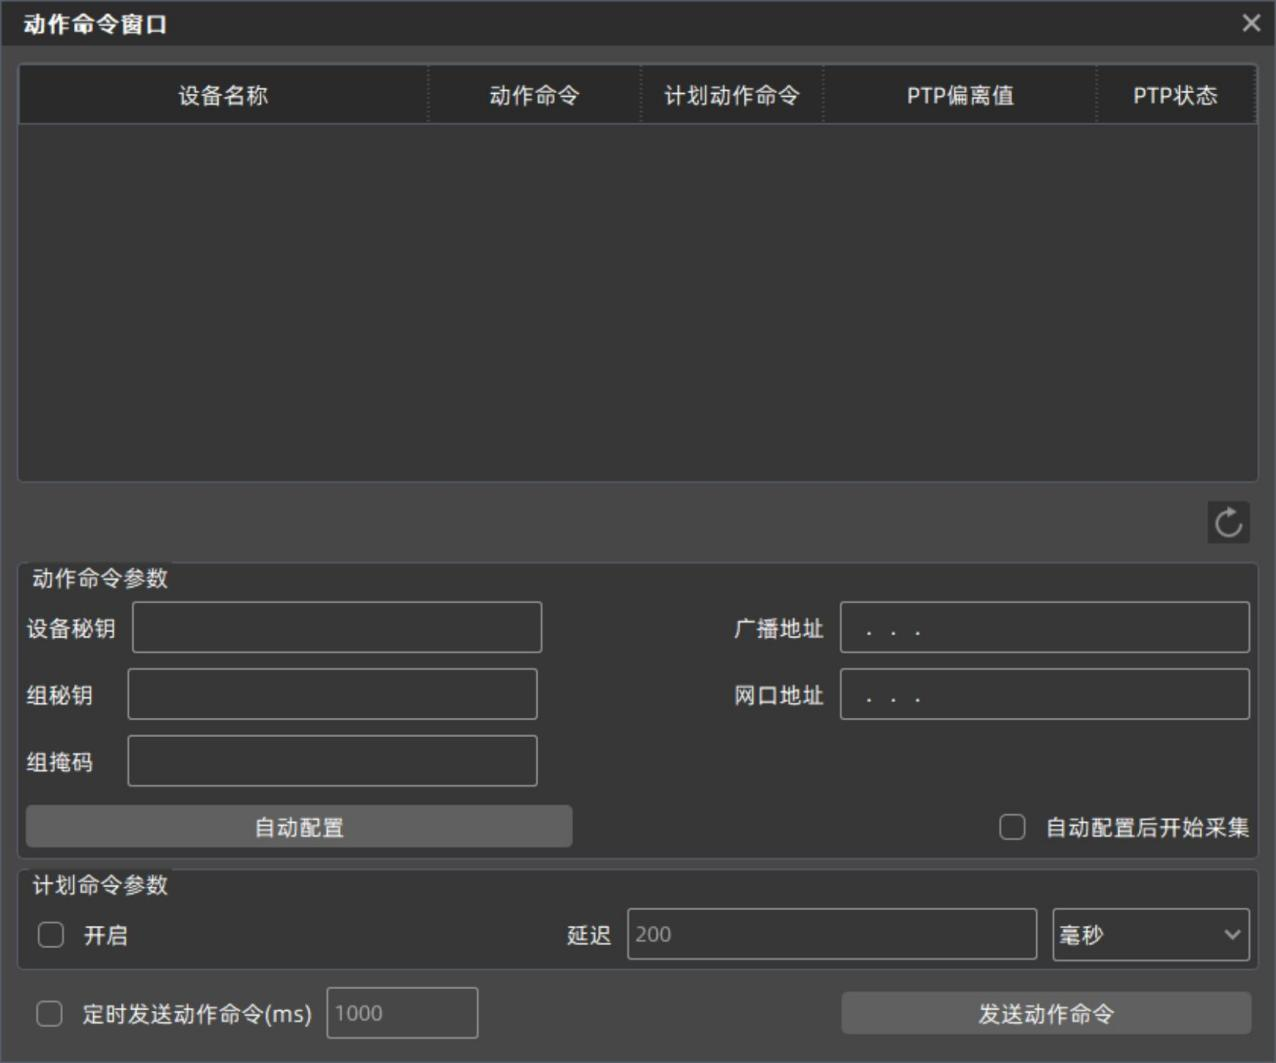 动作命令窗口
设备名称 动作命令 计划动作命令 PTP偏离值 PTP状态
动作命令参数
设备秘钥 广播地址 . . .
组秘钥 网口地址 . . .
组掩码
自动配置 自动配置后开始采集
计划命令参数
开启 延迟 200 毫秒
定时发送动作命令(ms) 1000 发送动作命令